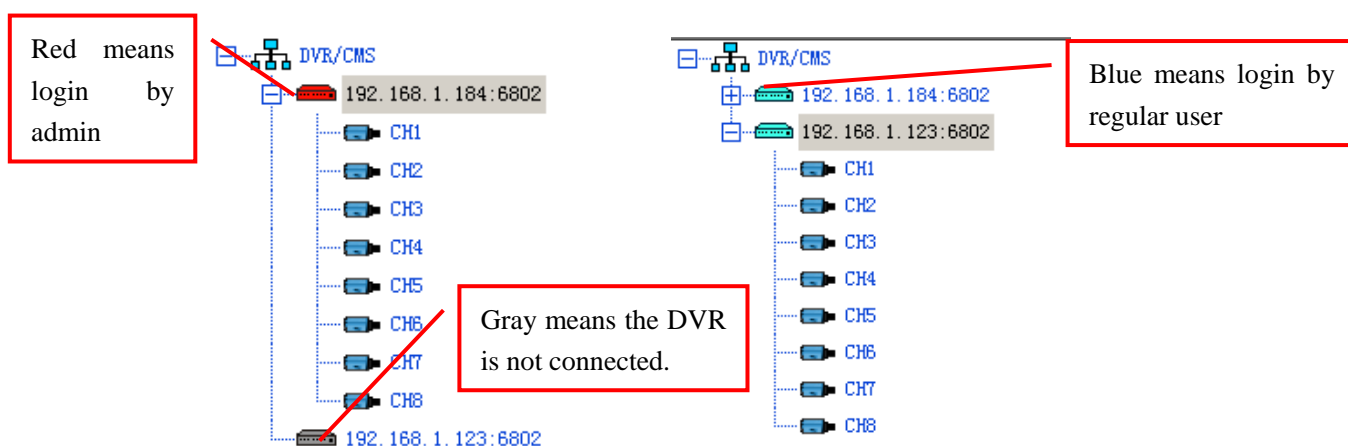 Red means
login by
admin
DVR/CMS
192.168.1.184:6802
CH1
CH2
CH3
CH4
CH5
CH6
CH7
CH8
192.168.1.123:6802
Gray means the DVR
is not connected.
DVR/CMS
192.168.1.184:6802
192.168.1.123:6802
CH1
CH2
CH3
CH4
CH5
CH6
CH7
CH8
Blue means login by
regular user